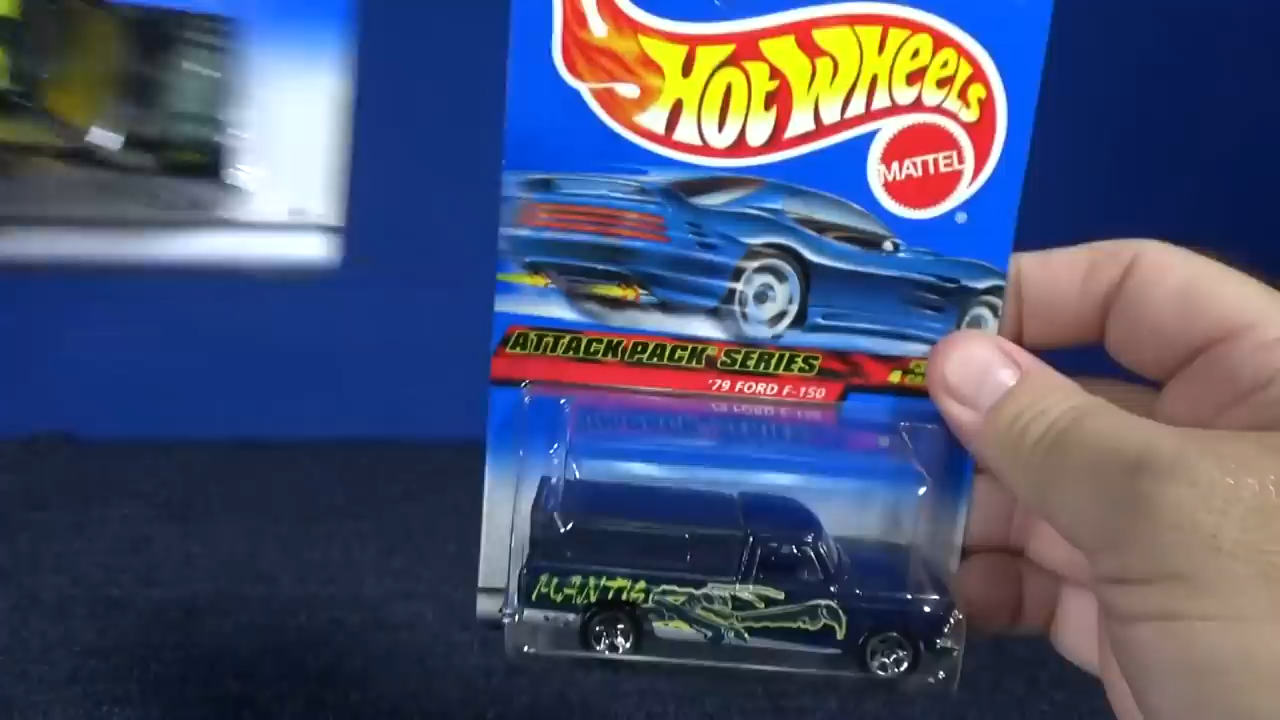 HOT WHEELS
MATTEL
®
ATTACK PACK® SERIES
'79 FORD F-150
MANTIS